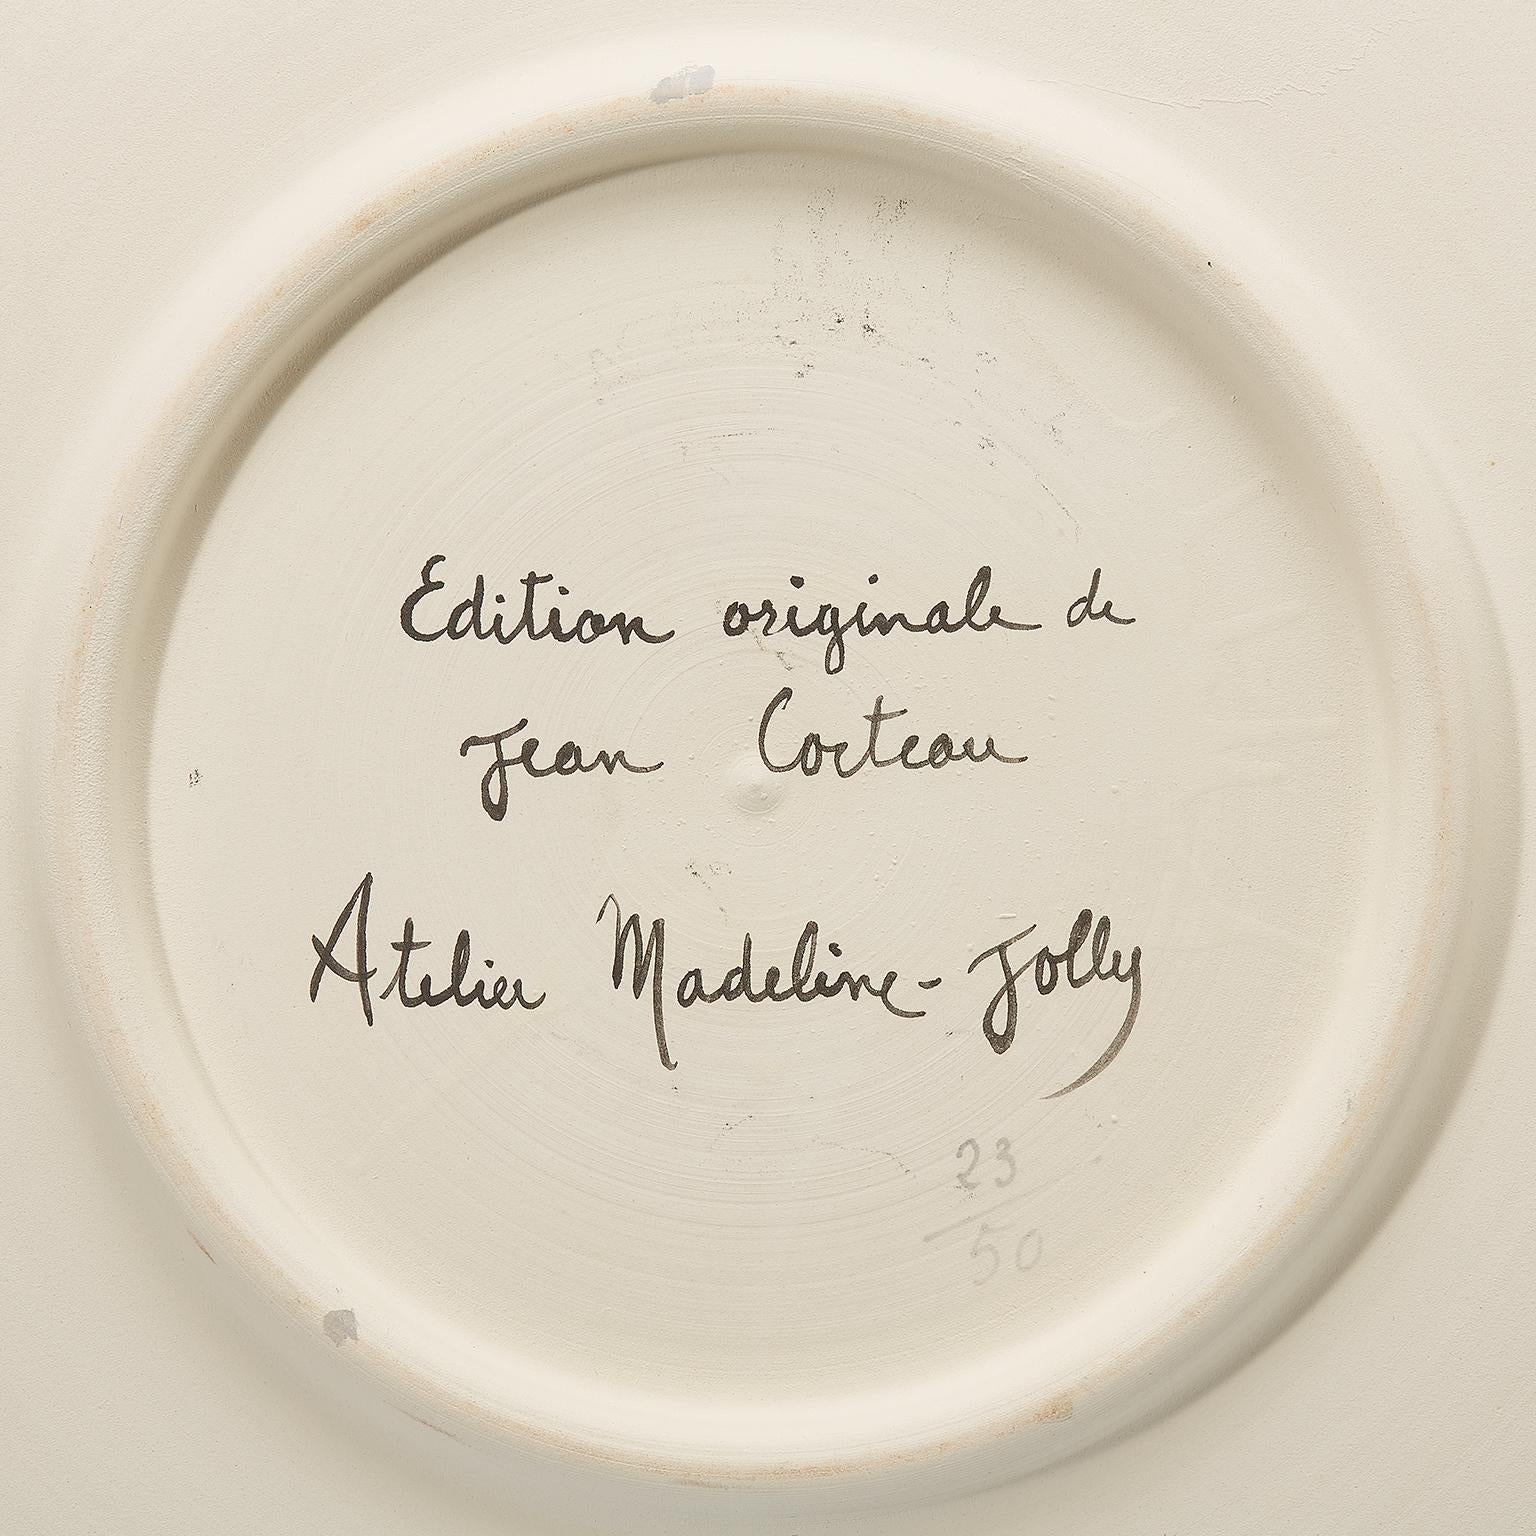 Edition originale de
Jean Cocteau
Atelier Madeline-Jolly
23
50